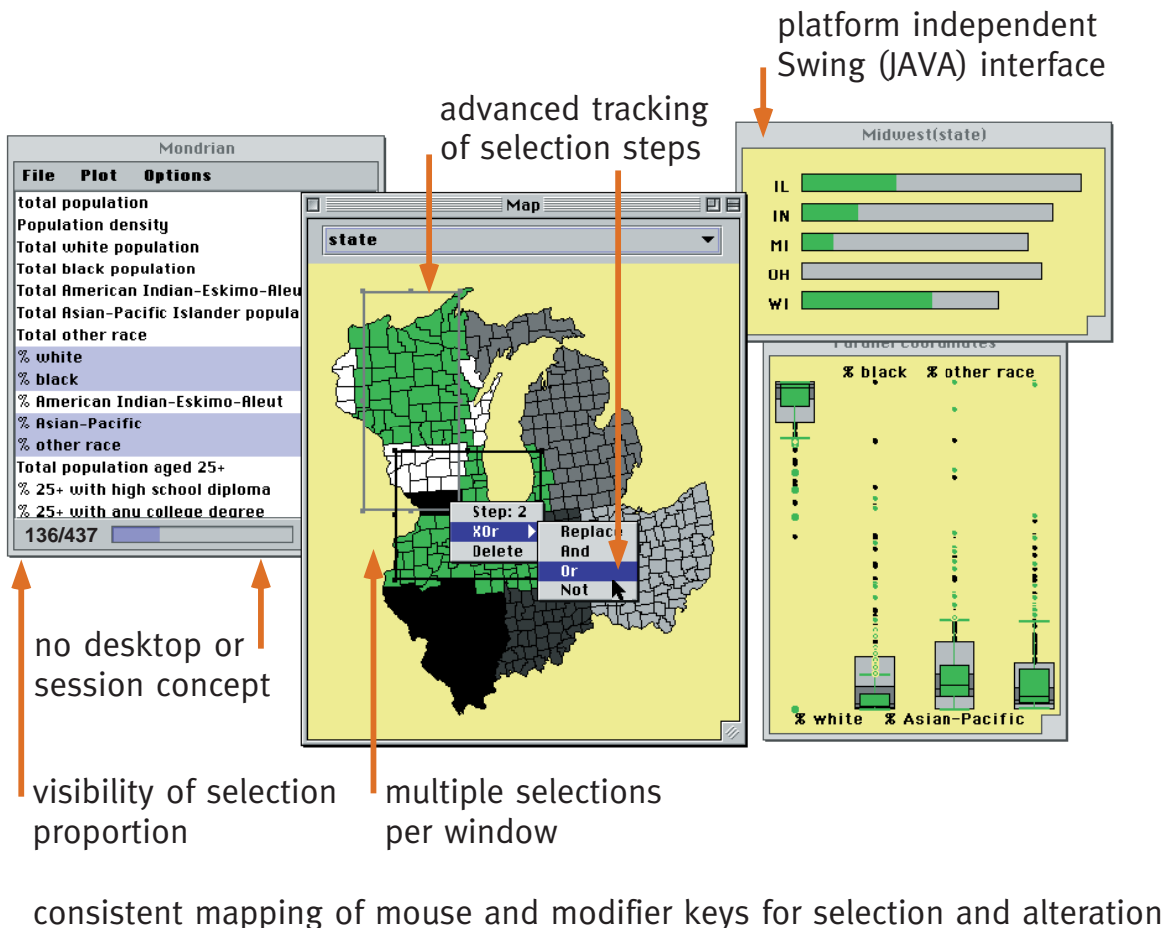 platform independent
Swing (JAVA) interface
advanced tracking
of selection steps
Mondrian
File Plot Options
total population
Population density
Total white population
Total black population
Total American Indian-Eskimo-Aleu
Total Asian-Pacific Islander popula
Total other race
% white
% black
% American Indian-Eskimo-Aleut
% Asian-Pacific
% other race
Total population aged 25+
% 25+ with high school diploma
% 25+ with any college degree
136/437
Map
state
Step: 2
XOr
Delete
Replace
And
Or
Not
Midwest(state)
IL
IN
MI
OH
WI
Parallel coordinates
% black % other race
% white % Asian-Pacific
no desktop or
session concept
visibility of selection
proportion
multiple selections
per window
consistent mapping of mouse and modifier keys for selection and alteration